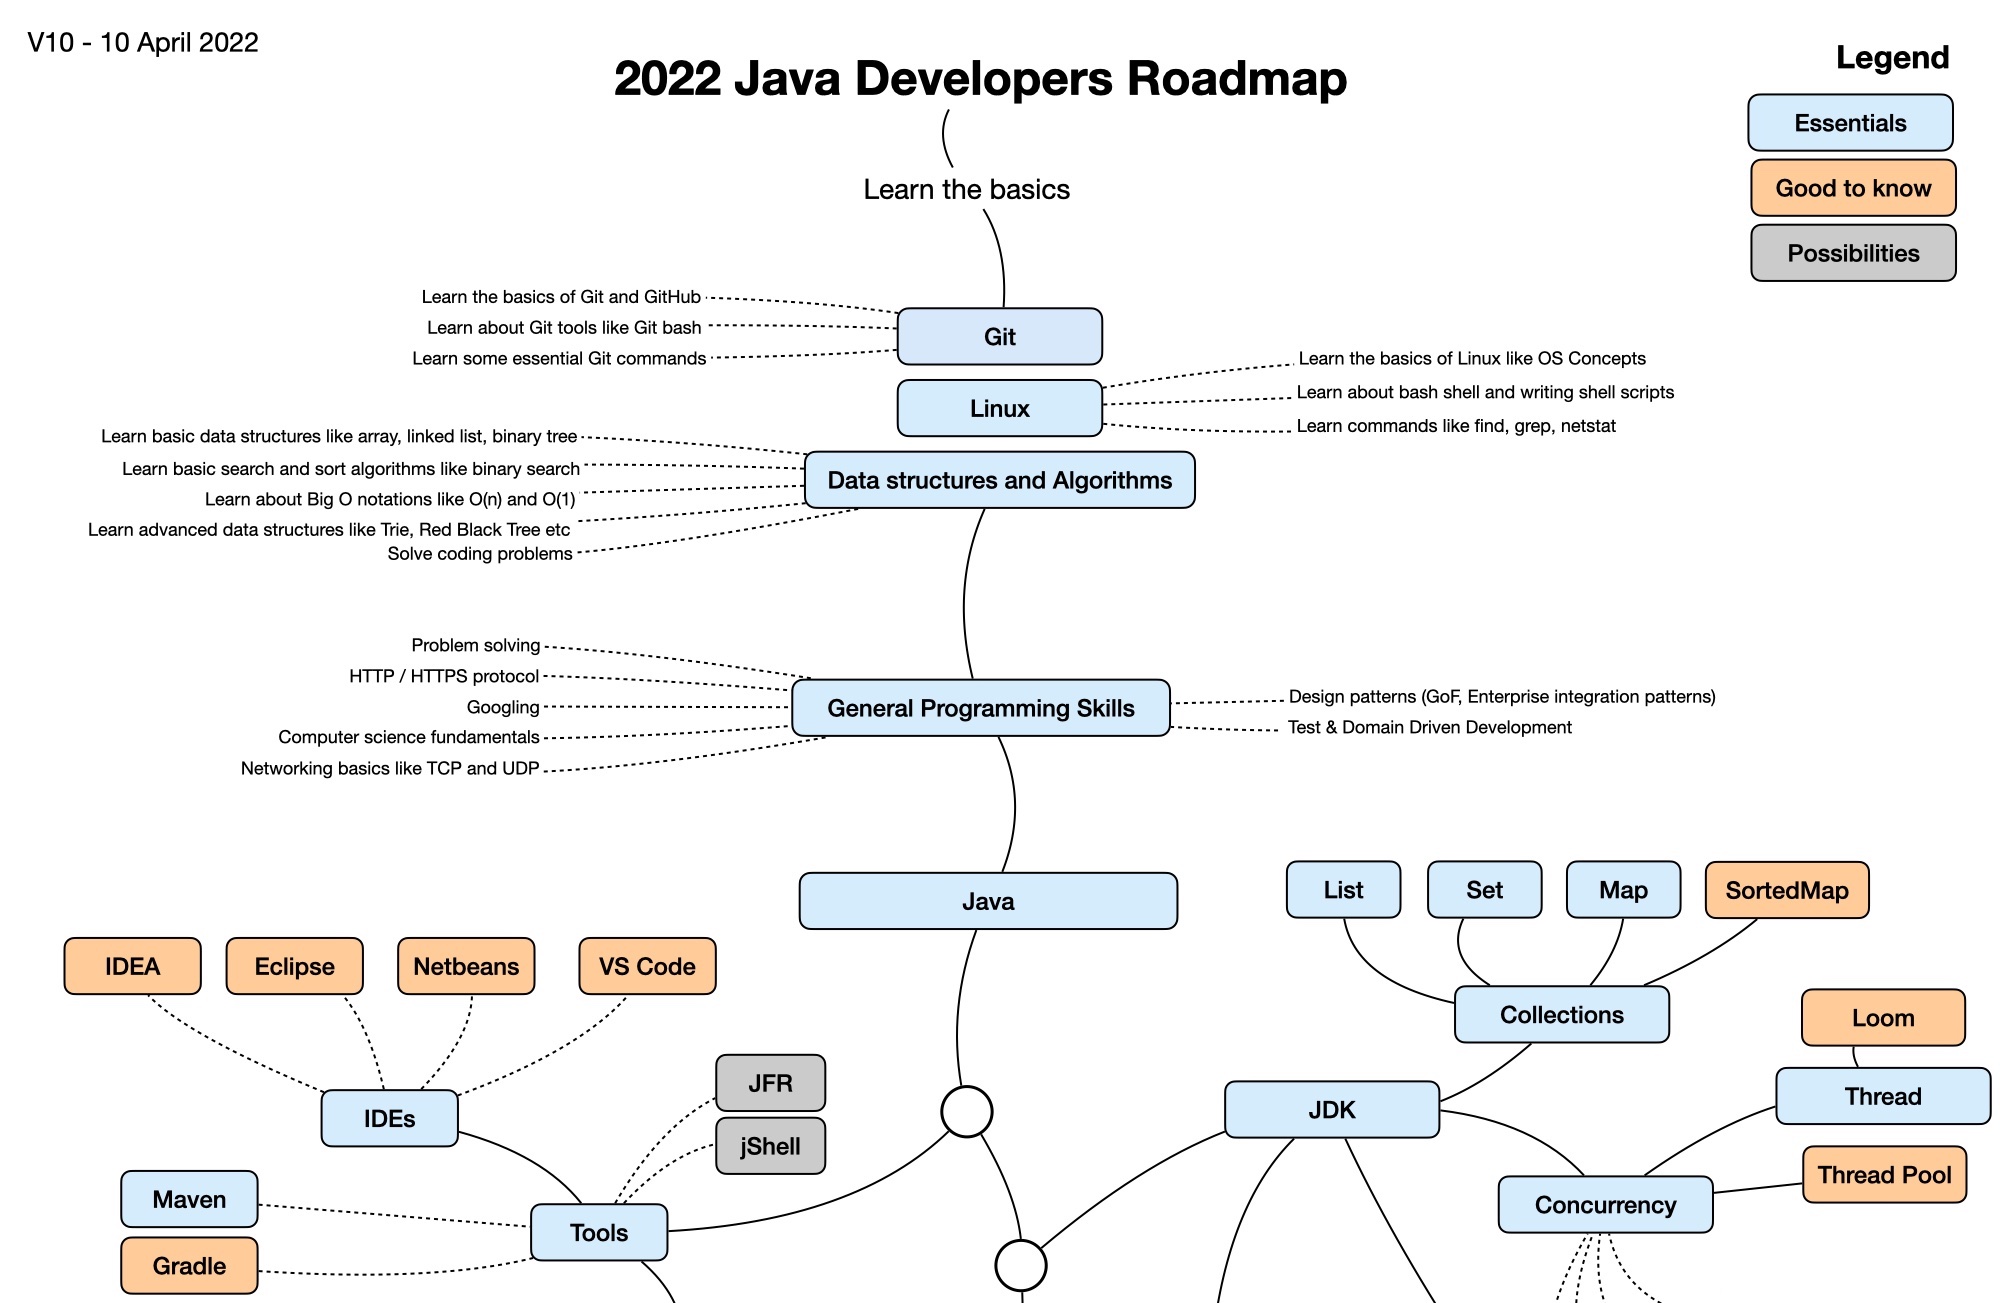 V10 - 10 April 2022
2022 Java Developers Roadmap
Legend
Essentials
Good to know
Possibilities
Learn the basics
Learn the basics of Git and GitHub
Learn about Git tools like Git bash
Learn some essential Git commands
Git
Linux
Learn the basics of Linux like OS Concepts
Learn about bash shell and writing shell scripts
Learn commands like find, grep, netstat
Learn basic data structures like array, linked list, binary tree
Learn basic search and sort algorithms like binary search
Learn about Big O notations like O(n) and O(1)
Learn advanced data structures like Trie, Red Black Tree etc
Solve coding problems
Data structures and Algorithms
Problem solving
HTTP / HTTPS protocol
Googling
Computer science fundamentals
Networking basics like TCP and UDP
General Programming Skills
Design patterns (GoF, Enterprise integration patterns)
Test & Domain Driven Development
Java
List
Set
Map
SortedMap
IDEA
Eclipse
Netbeans
VS Code
Collections
Loom
JFR
JDK
Thread
IDEs
jShell
Thread Pool
Maven
Concurrency
Tools
Gradle